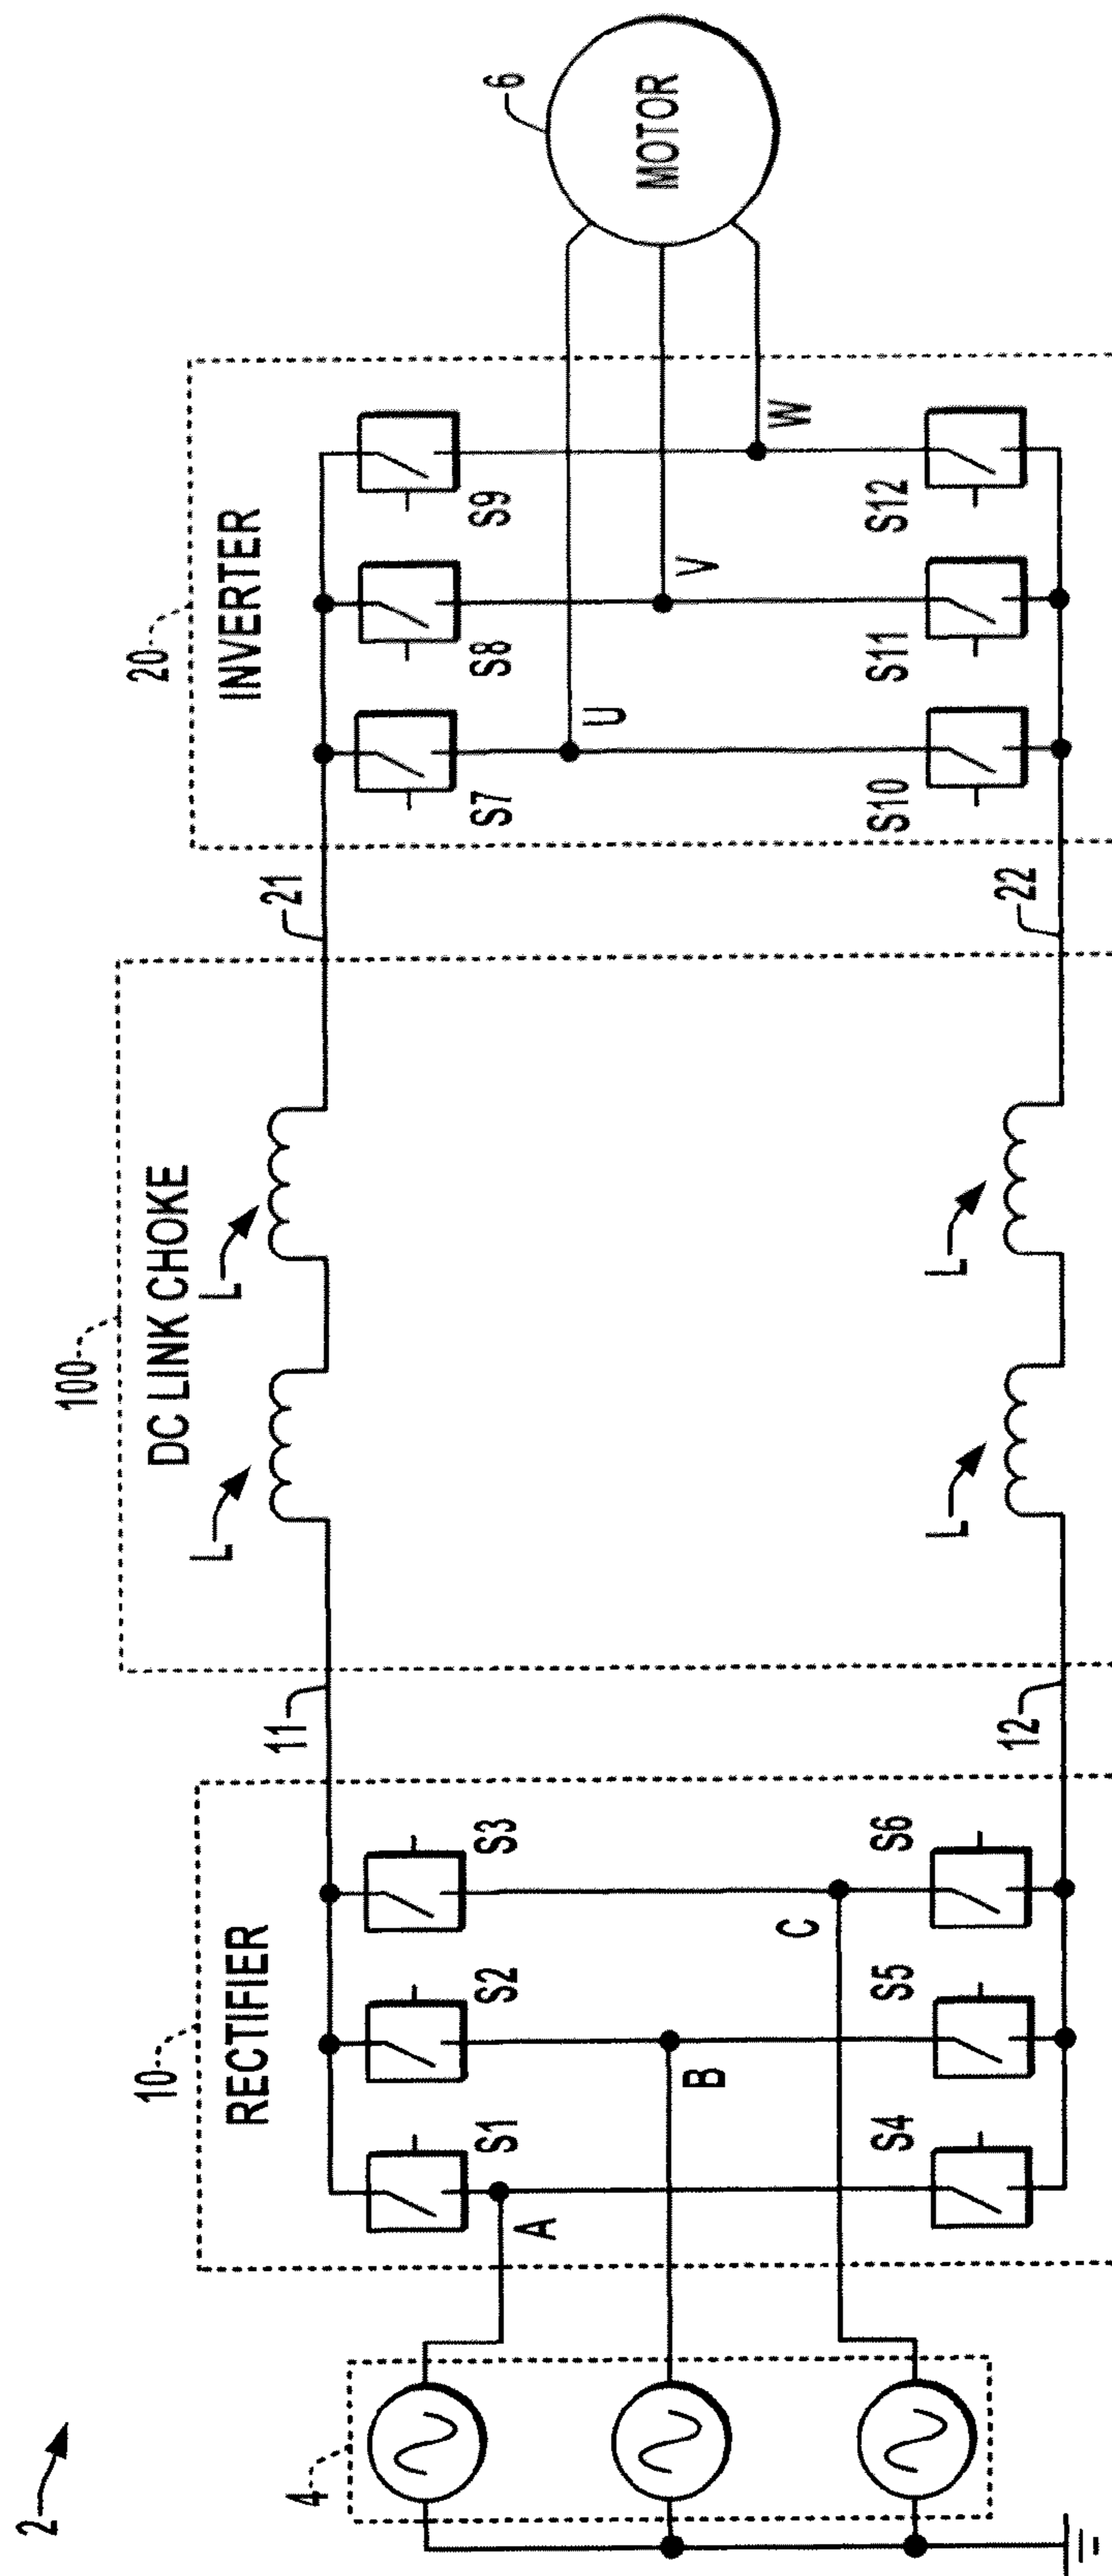 2
4
10
RECTIFIER
S1
S2
S3
A
B
C
S4
S5
S6
11
12
100
DC LINK CHOKE
L
L
L
L
21
22
20
INVERTER
S7
S8
S9
U
V
W
S10
S11
S12
6
MOTOR